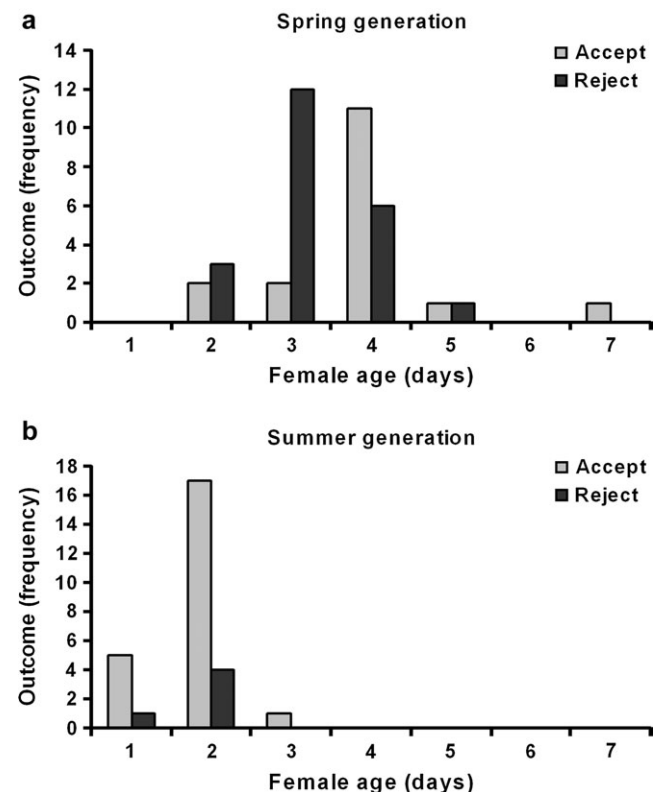 a
Spring generation
Accept
Reject
Outcome (frequency)
14
12
10
8
6
4
2
0
1 2 3 4 5 6 7
Female age (days)
b
Summer generation
Accept
Reject
Outcome (frequency)
18
16
14
12
10
8
6
4
2
0
1 2 3 4 5 6 7
Female age (days)